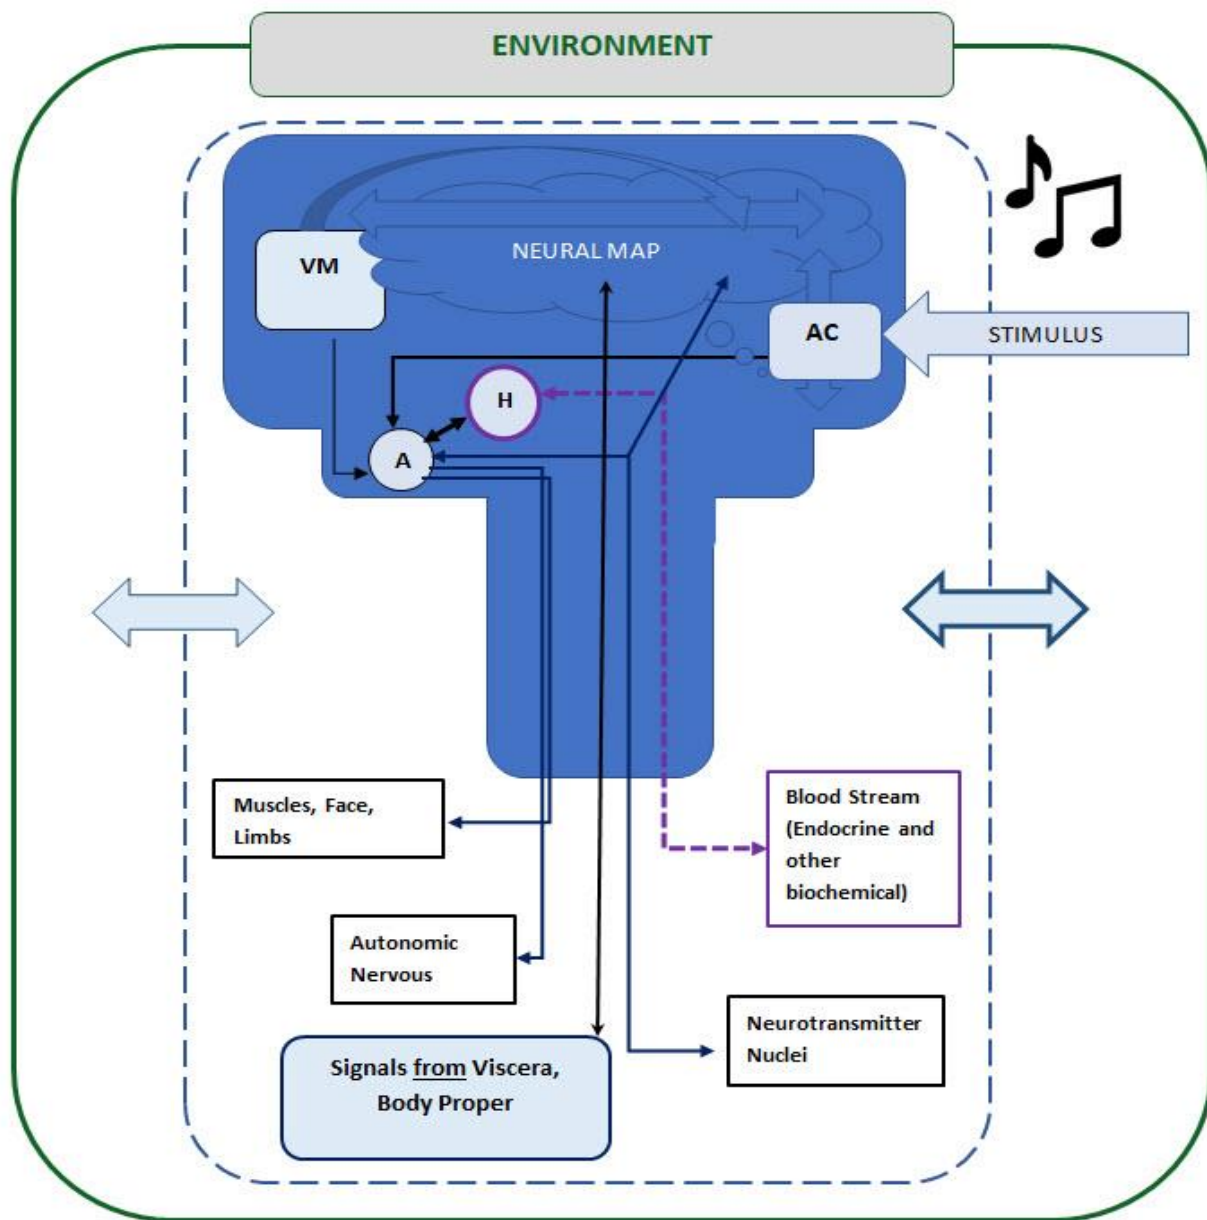 ENVIRONMENT
NEURAL MAP
VM
AC
STIMULUS
H
A
Muscles, Face,
Limbs
Blood Stream
(Endocrine and
other
biochemical)
Autonomic
Nervous
Neurotransmitter
Nuclei
Signals from Viscera,
Body Proper